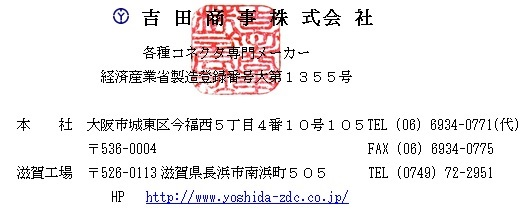 吉田商事株式会社
各種コネクタ専門メーカー
経済産業省製造登録番号大第1355号
本　　社　大阪市城東区今福西5丁目4番10号105 TEL (06) 6934-0771(代)
〒536-0004　FAX (06) 6934-0775
滋賀工場　〒526-0113 滋賀県長浜市南浜町505　TEL (0749) 72-2951
HP　http://www.yoshida-zdc.co.jp/